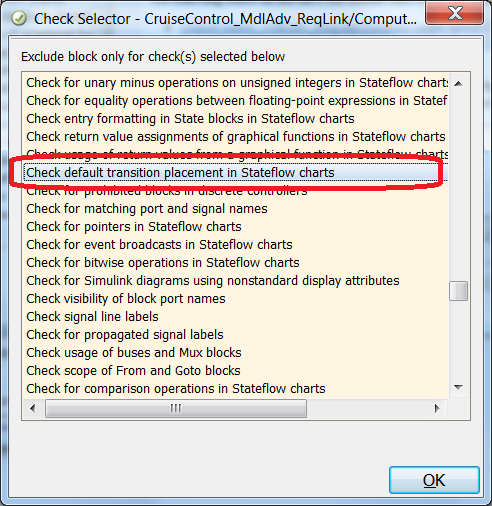 Check Selector - CruiseControl_MdlAdv_ReqLink/Comput...
Exclude block only for check(s) selected below
Check for unary minus operations on unsigned integers in Stateflow charts
Check for equality operations between floating-point expressions in Statef
Check entry formatting in State blocks in Stateflow charts
Check return value assignments of graphical functions in Stateflow charts
Check usage of return values from a graphical function in Stateflow charts
Check default transition placement in Stateflow charts
Check for prohibited blocks in discrete controllers
Check for matching port and signal names
Check for pointers in Stateflow charts
Check for event broadcasts in Stateflow charts
Check for bitwise operations in Stateflow charts
Check for Simulink diagrams using nonstandard display attributes
Check visibility of block port names
Check signal line labels
Check for propagated signal labels
Check usage of buses and Mux blocks
Check scope of From and Goto blocks
Check for comparison operations in Stateflow charts
OK